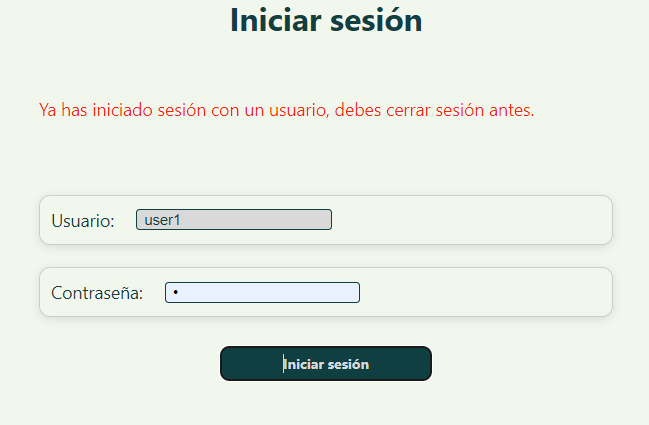 Iniciar sesión
Ya has iniciado sesión con un usuario, debes cerrar sesión antes.
Usuario: user1
Contraseña: •
Iniciar sesión